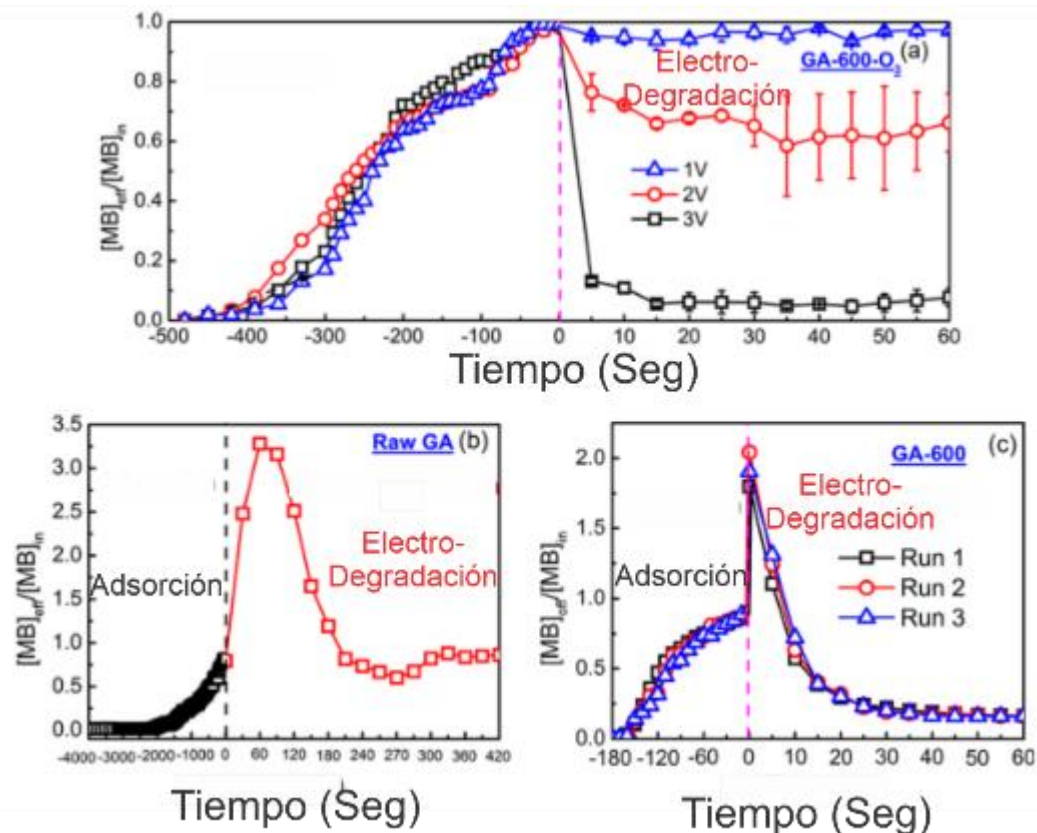 (a)
GA-600-O₂
Electro-
Degradación
[MB]eff/[MB]in
1.0
0.8
0.6
0.4
0.2
0.0
1V
2V
3V
-500 -400 -300 -200 -100 0 10 20 30 40 50 60
Tiempo (Seg)
Raw GA (b)
[MB]eff/[MB]in
3.5
3.0
2.5
2.0
1.5
1.0
0.5
0.0
Adsorción
Electro-
Degradación
-4000 -3000 -2000 -1000 0 60 120 180 240 270 300 360 420
Tiempo (Seg)
GA-600 (c)
[MB]eff/[MB]in
2.0
1.5
1.0
0.5
0.0
Adsorción
Electro-
Degradación
Run 1
Run 2
Run 3
-180 -120 -60 0 10 20 30 40 50 60
Tiempo (Seg)